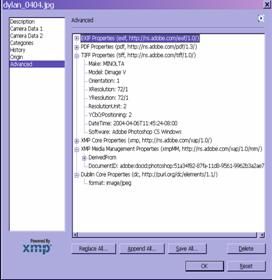 dylan_0404.jpg
Description
Camera Data 1
Camera Data 2
Categories
History
Origin
Advanced
Advanced
EXIF Properties (exif, http://ns.adobe.com/exif/1.0/)
PDF Properties (pdf, http://ns.adobe.com/pdf/1.3/)
TIFF Properties (tiff, http://ns.adobe.com/tiff/1.0/)
Make: MINOLTA
Model: Dimage V
Orientation: 1
XResolution: 72/1
YResolution: 72/1
ResolutionUnit: 2
YCbCrPositioning: 2
DateTime: 2004-04-06T11:45:24-08:00
Software: Adobe Photoshop CS Windows
XMP Core Properties (xmp, http://ns.adobe.com/xap/1.0/)
XMP Media Management Properties (xmpMM, http://ns.adobe.com/xap/1.0/mm/)
DerivedFrom
DocumentID: adobe:docid:photoshop:
Dublin Core Properties (dc, http://purl.org/dc/elements/1.1/)
format: image/jpeg
Powered By
xmp
Replace All...
Append All...
Save All...
Delete
OK
Reset